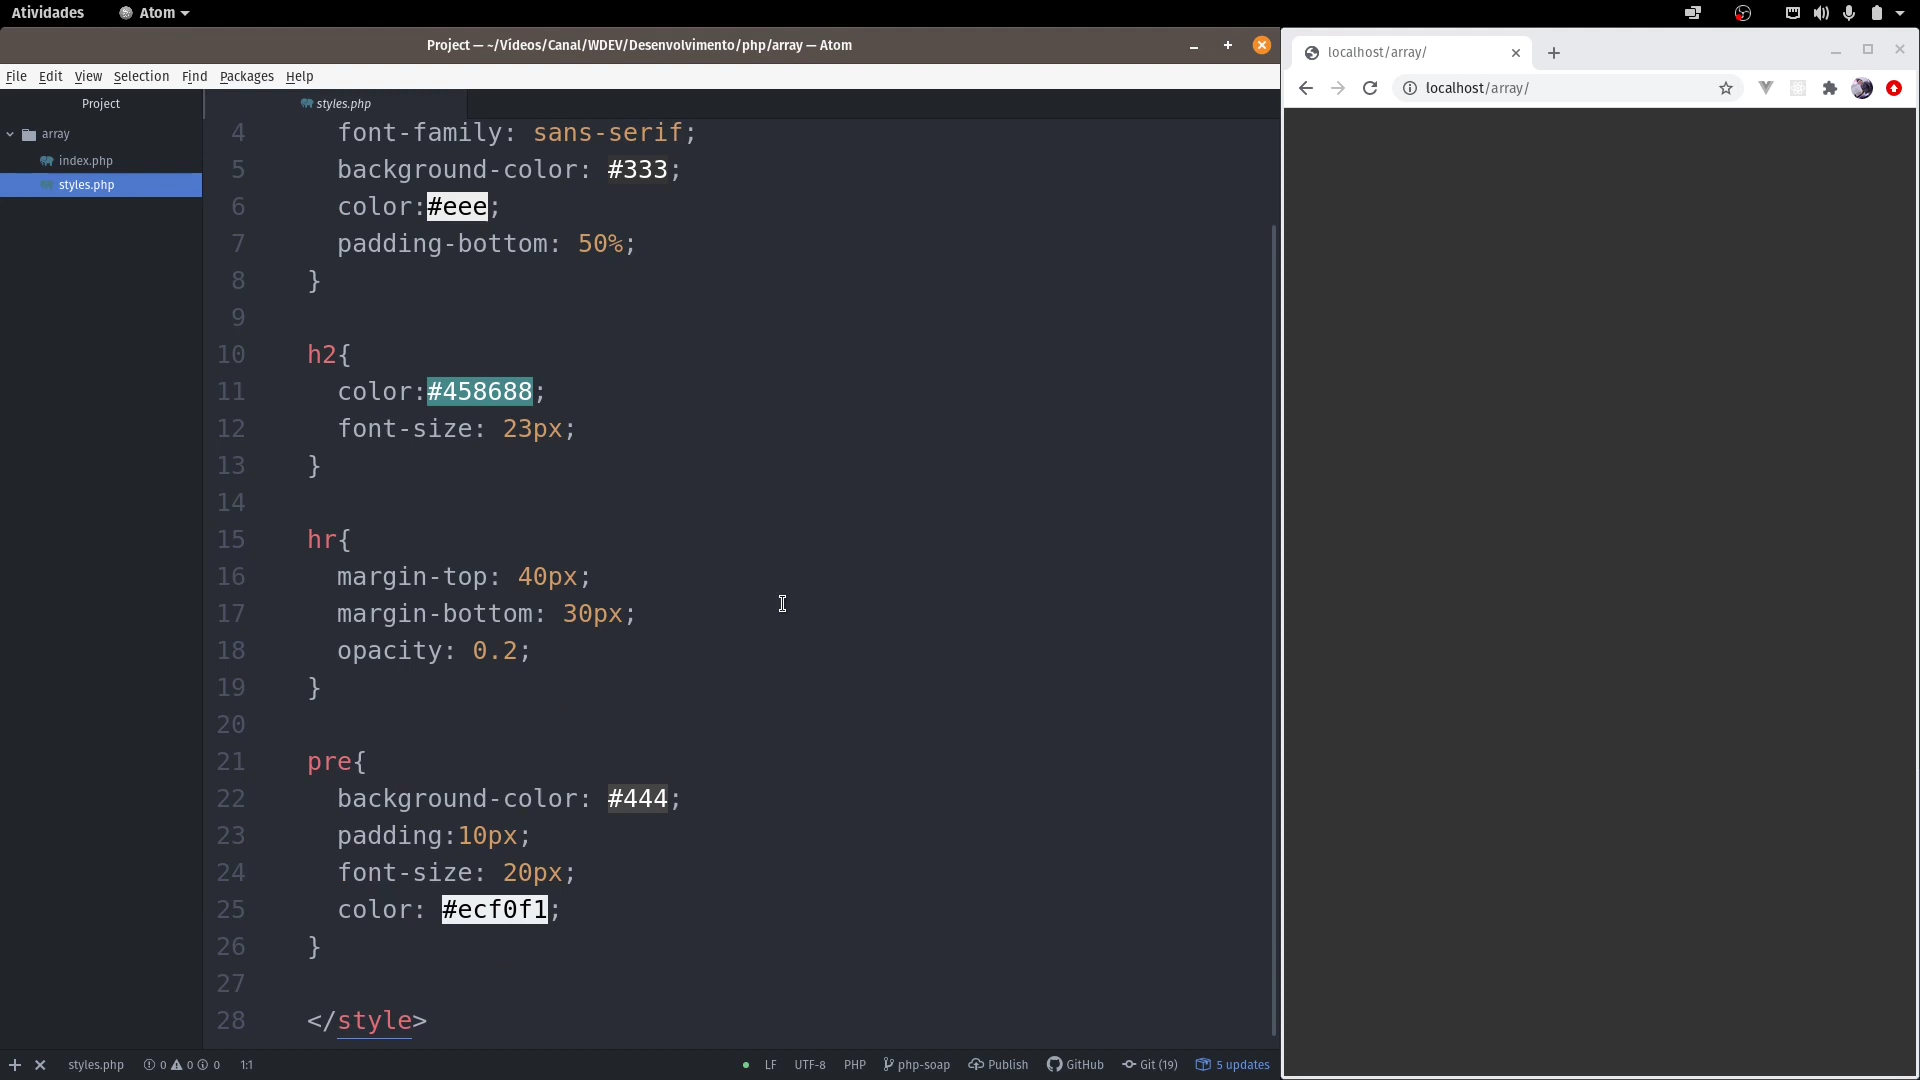 Atividades
Atom
Project — ~/Vídeos/Canal/WDEV/Desenvolvimento/php/array — Atom
File Edit View Selection Find Packages Help
Project
array
index.php
styles.php
styles.php
4 font-family: sans-serif;
5 background-color: #333;
6 color:#eee;
7 padding-bottom: 50%;
8 }
9
10 h2{
11 color:#458688;
12 font-size: 23px;
13 }
14
15 hr{
16 margin-top: 40px;
17 margin-bottom: 30px;
18 opacity: 0.2;
19 }
20
21 pre{
22 background-color: #444;
23 padding:10px;
24 font-size: 20px;
25 color: #ecf0f1;
26 }
27
28 </style>
styles.php 0 0 0 1:1 LF UTF-8 PHP php-soap Publish GitHub Git (19) 5 updates
localhost/array/
localhost/array/